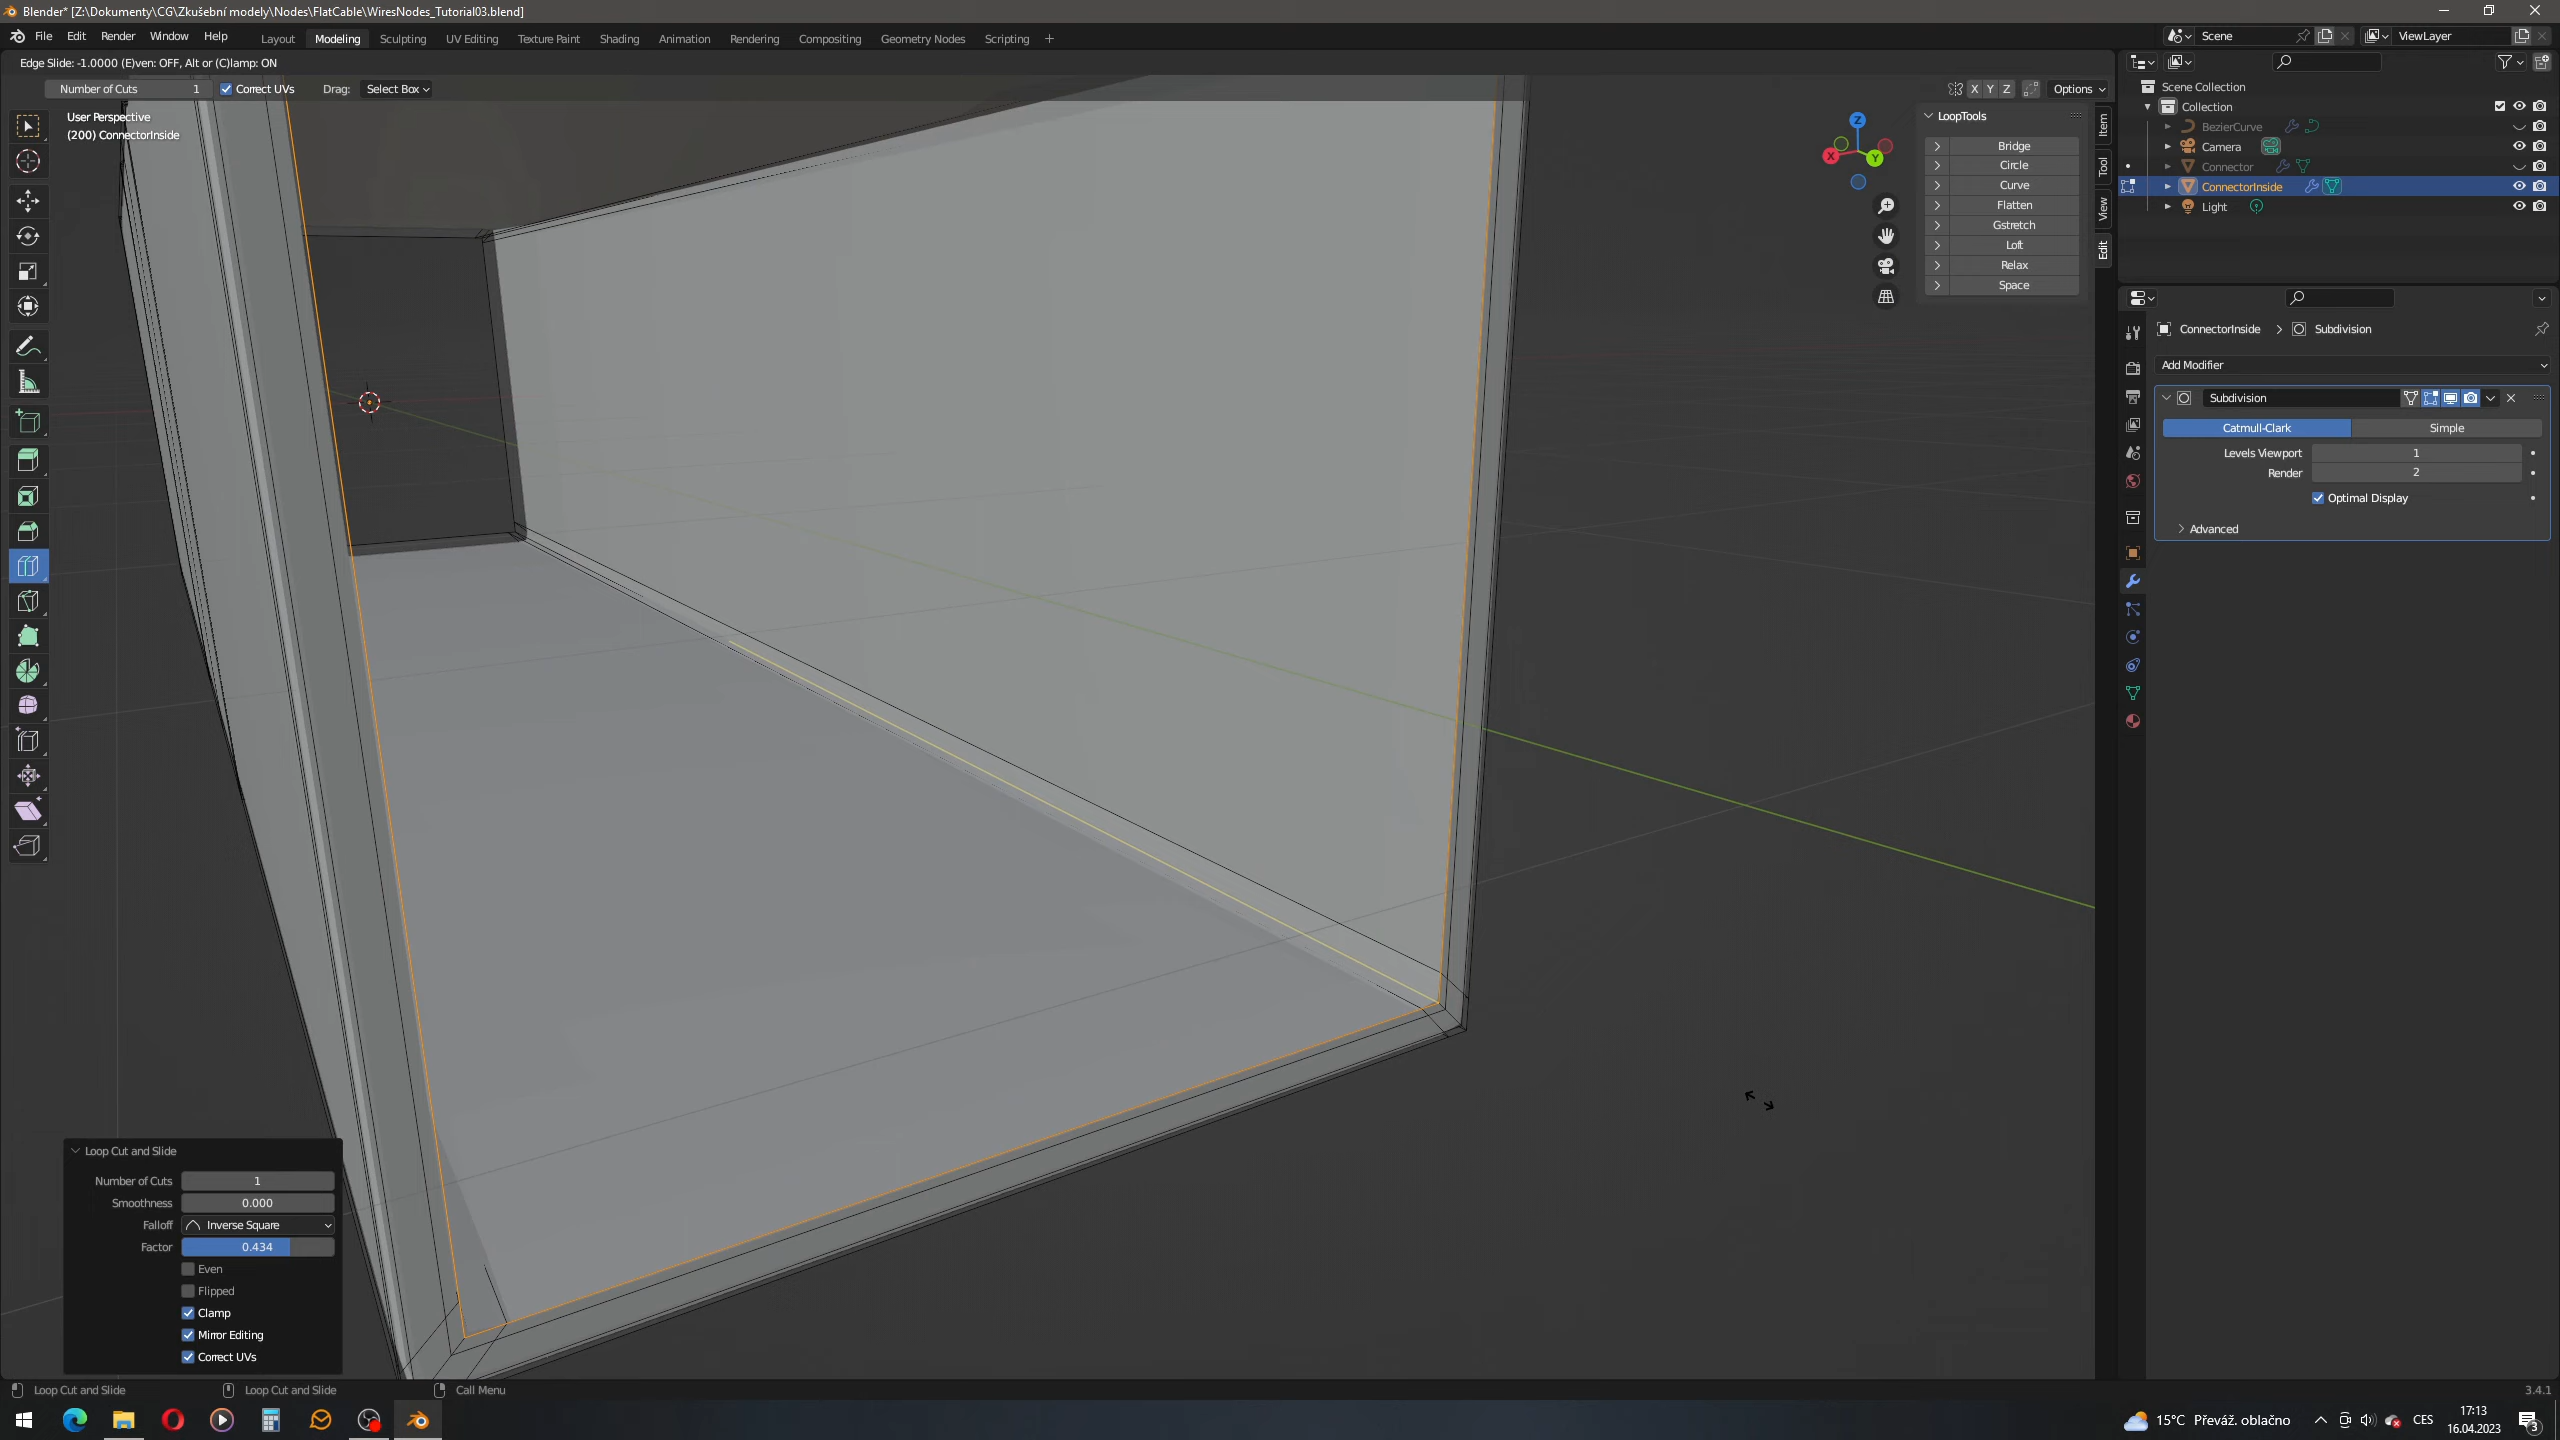 Blender* [Z:\Dokumenty\CG\Zkušební modely\Nodes\FlatCable\WiresNodes_Tutorial03.blend]
File Edit Render Window Help Layout Modeling Sculpting UV Editing Texture Paint Shading Animation Rendering Compositing Geometry Nodes Scripting + Scene ViewLayer
Edge Slide: -1.0000 (E)ven: OFF, Alt or (C)lamp: ON
Number of Cuts 1 Correct UVs Drag: Select Box X Y Z Options
User Perspective
(200) ConnectorInside
Z
X
Y
LoopTools
Bridge
Circle
Curve
Flatten
Gstretch
Loft
Relax
Space
Item
Tool
View
Edit
Scene Collection
Collection
BezierCurve
Camera
Connector
ConnectorInside
Light
ConnectorInside > Subdivision
Add Modifier
Subdivision
Catmull-Clark Simple
Levels Viewport 1
Render 2
Optimal Display
Advanced
Loop Cut and Slide
Number of Cuts 1
Smoothness 0.000
Falloff Inverse Square
Factor 0.434
Even
Flipped
Clamp
Mirror Editing
Correct UVs
Loop Cut and Slide Loop Cut and Slide Call Menu 3.4.1
15°C Převáž. oblačno CES 17:13
16.04.2023
3